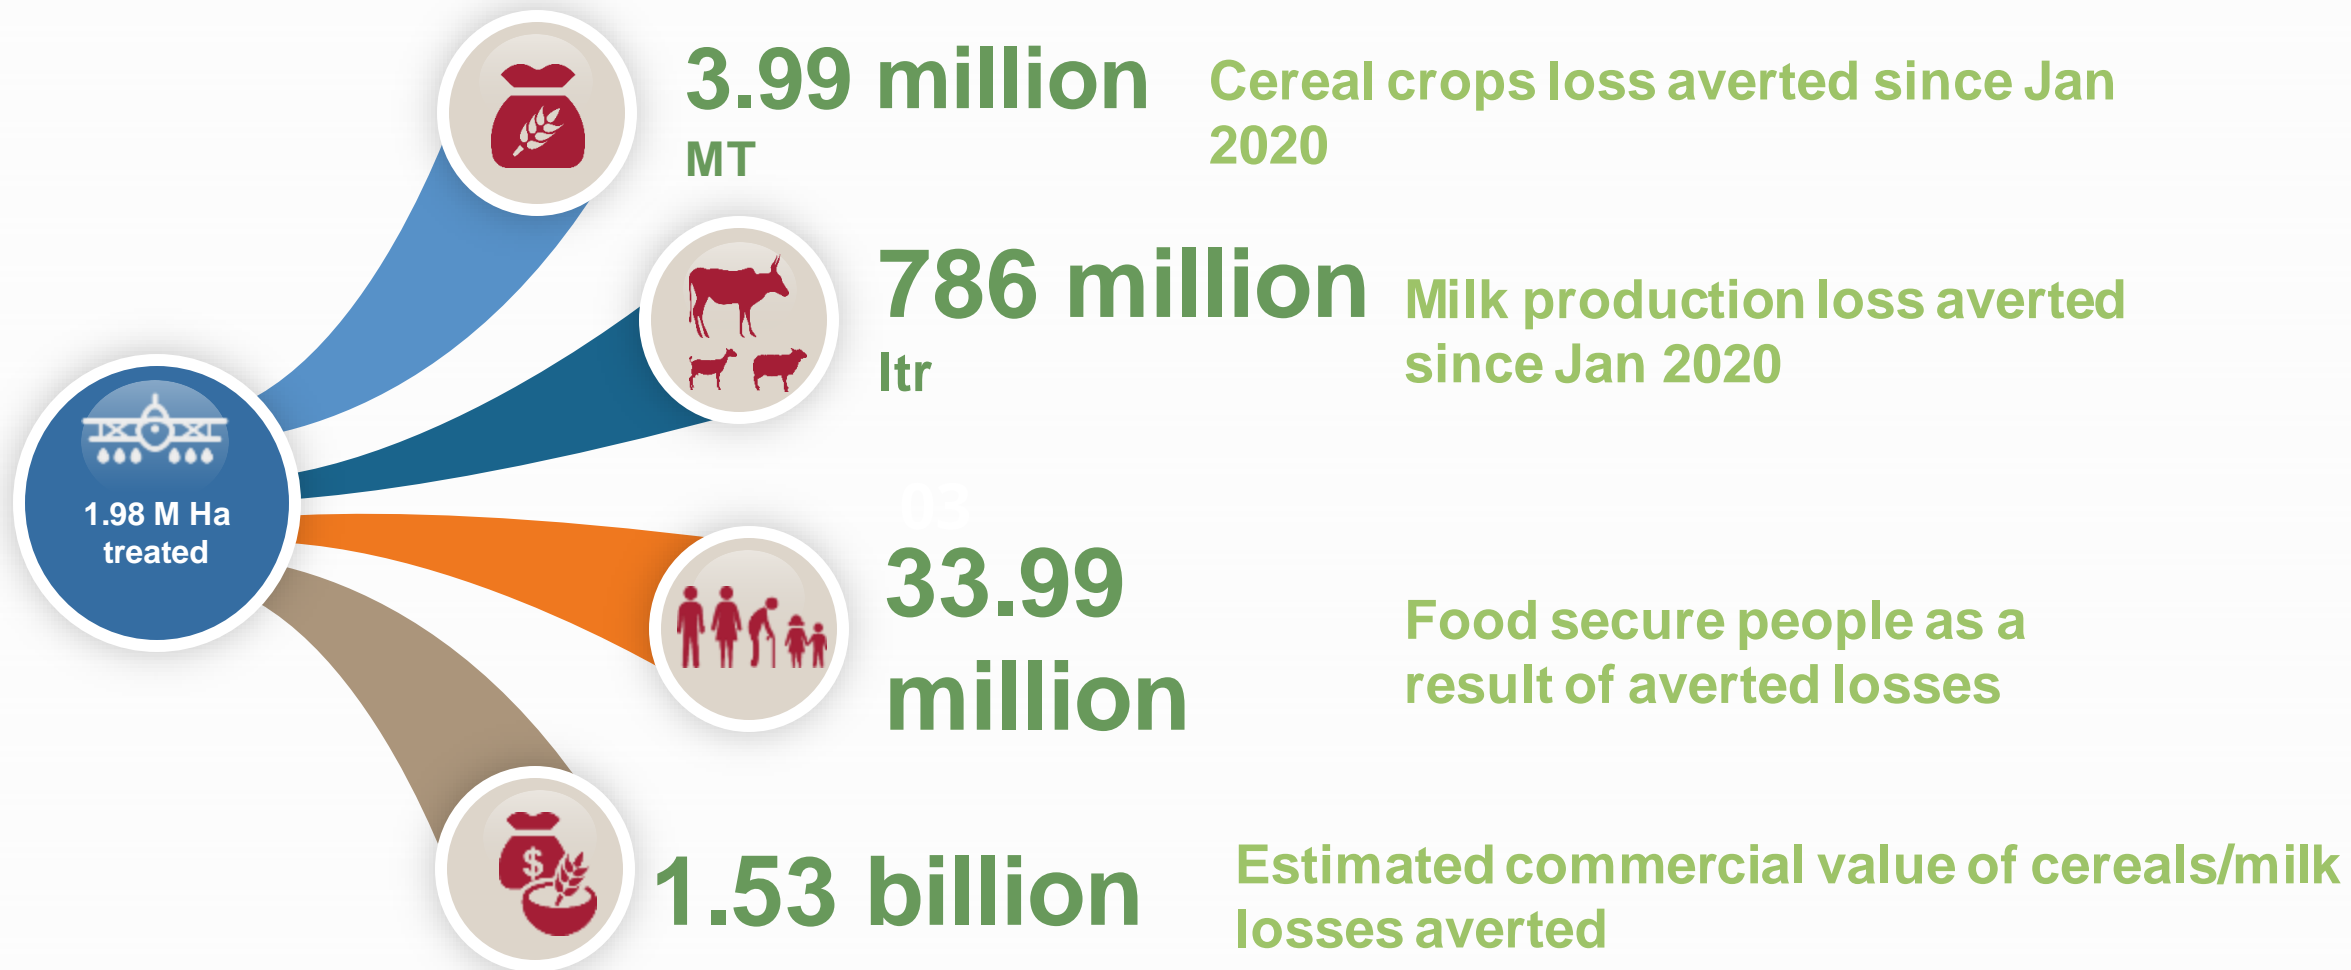 3.99 million
MT
Cereal crops loss averted since Jan
2020
786 million
ltr
Milk production loss averted
since Jan 2020
1.98 M Ha
treated
03
33.99
million
Food secure people as a
result of averted losses
$
1.53 billion
Estimated commercial value of cereals/milk
losses averted